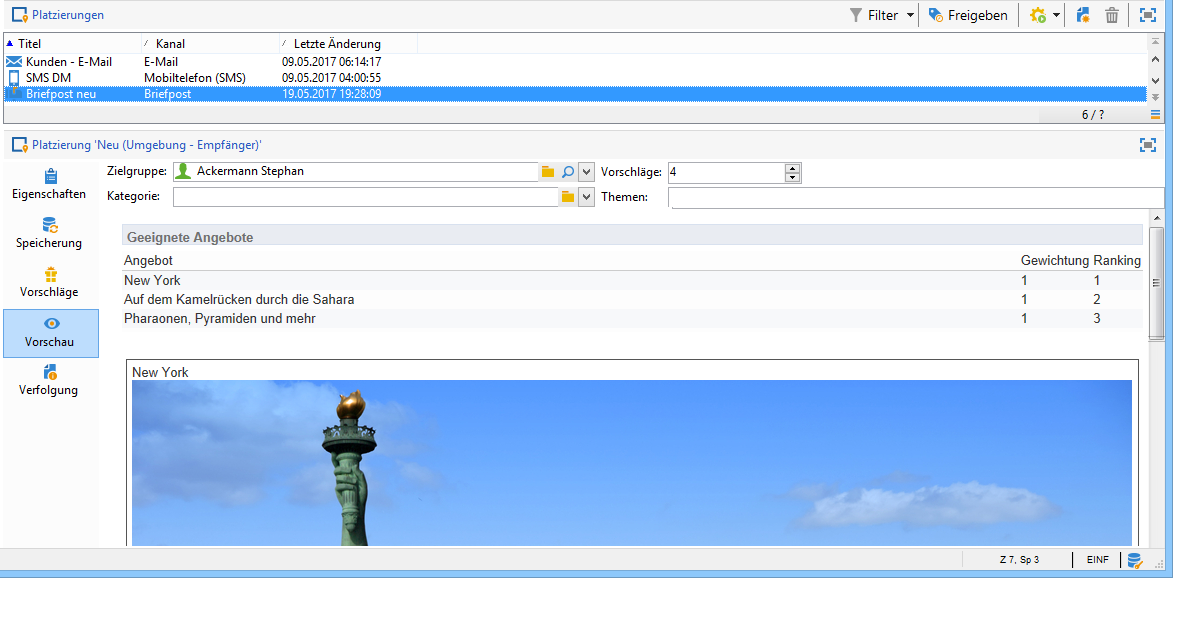 Platzierungen Filter Freigeben
Titel Kanal Letzte Änderung
Kunden - E-Mail E-Mail 09.05.2017 06:14:17
SMS DM Mobiltelefon (SMS) 09.05.2017 04:00:55
Briefpost neu Briefpost 19.05.2017 19:28:09
6 / ?
Platzierung 'Neu (Umgebung - Empfänger)'
Eigenschaften
Speicherung
Vorschläge
Vorschau
Verfolgung
Zielgruppe: Ackermann Stephan Vorschläge: 4
Kategorie: Themen:
Geeignete Angebote
Angebot Gewichtung Ranking
New York 1 1
Auf dem Kamelrücken durch die Sahara 1 2
Pharaonen, Pyramiden und mehr 1 3
New York
Z 7, Sp 3 EINF